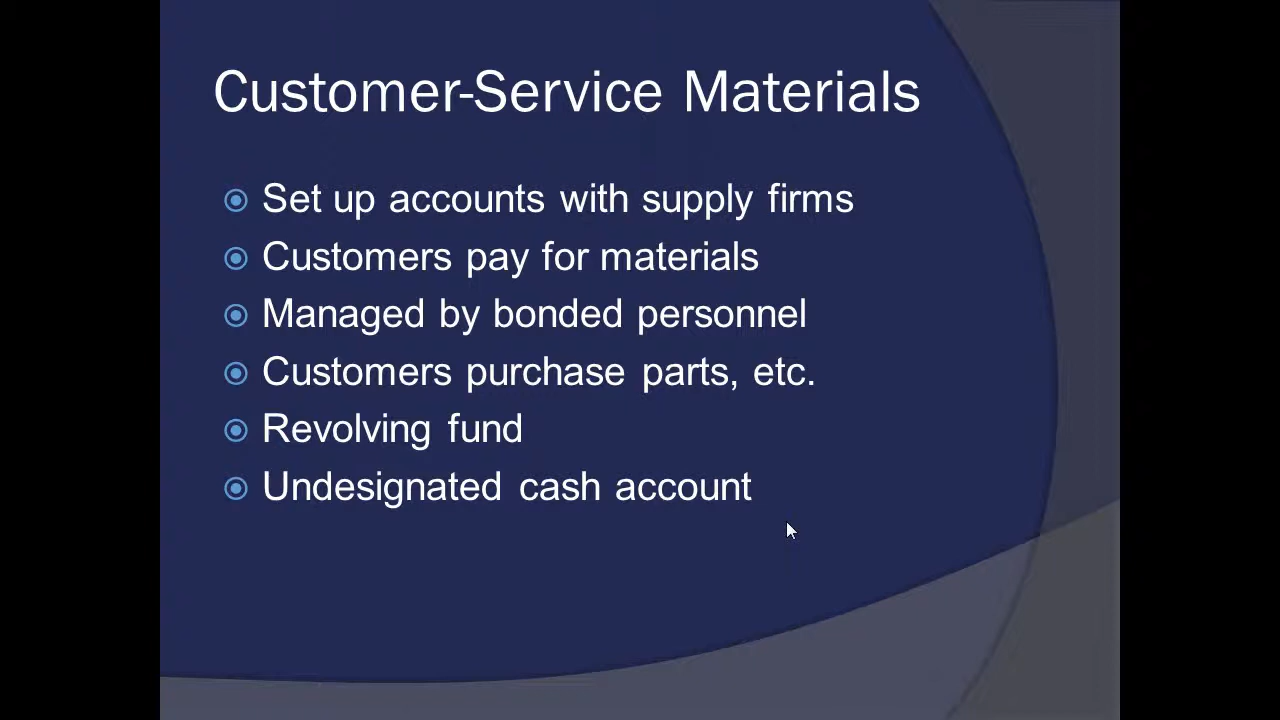 Customer-Service Materials
Set up accounts with supply firms
Customers pay for materials
Managed by bonded personnel
Customers purchase parts, etc.
Revolving fund
Undesignated cash account